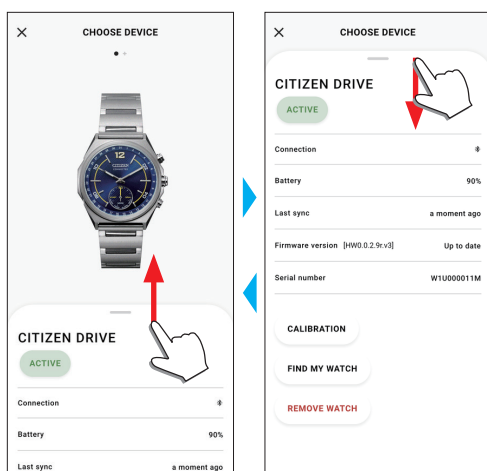 CHOOSE DEVICE
12
CITIZEN
CITIZEN DRIVE
ACTIVE
Connection
Battery 90%
Last sync a moment ago
CHOOSE DEVICE
CITIZEN DRIVE
ACTIVE
Connection
Battery 90%
Last sync a moment ago
Firmware version [HW0.0.2.9r.v3] Up to date
Serial number W1U000011M
CALIBRATION
FIND MY WATCH
REMOVE WATCH